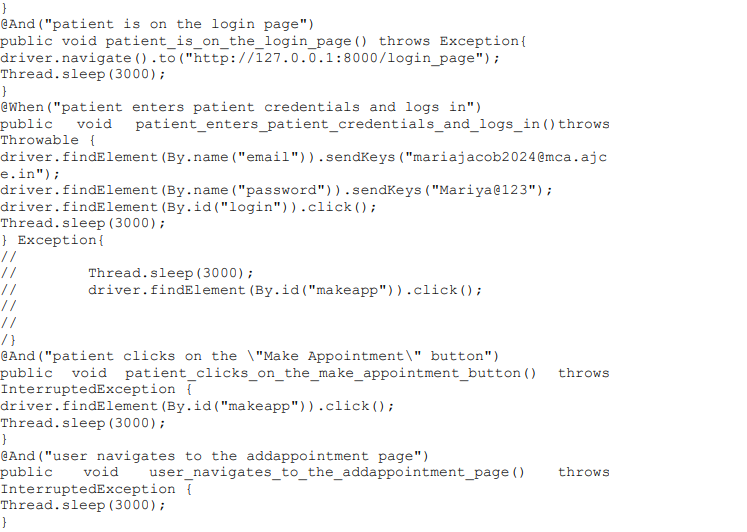 }
@And("patient is on the login page")
public void patient_is_on_the_login_page() throws Exception{
driver.navigate().to("http://127.0.0.1:8000/login_page");
Thread.sleep(3000);
}
@When("patient enters patient credentials and logs in")
public void patient_enters_patient_credentials_and_logs_in()throws
Throwable {
driver.findElement(By.name("email")).sendKeys("mariajacob2024@mca.ajc
e.in");
driver.findElement(By.name("password")).sendKeys("Mariya@123");
driver.findElement(By.id("login")).click();
Thread.sleep(3000);
} Exception{
//
// Thread.sleep(3000);
// driver.findElement(By.id("makeapp")).click();
//
//
/}
@And("patient clicks on the \"Make Appointment\" button")
public void patient_clicks_on_the_make_appointment_button() throws
InterruptedException {
driver.findElement(By.id("makeapp")).click();
Thread.sleep(3000);
}
@And("user navigates to the addappointment page")
public void user_navigates_to_the_addappointment_page() throws
InterruptedException {
Thread.sleep(3000);
}